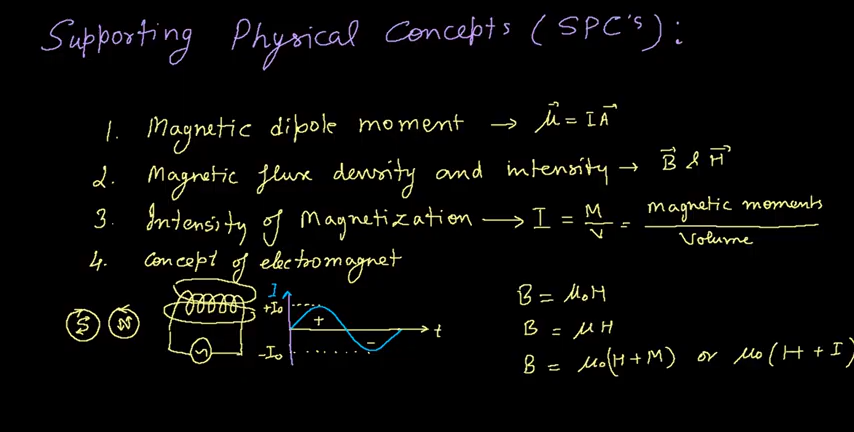 Supporting Physical Concepts (SPC's):
1. Magnetic dipole moment → μ⃗ = IA⃗
2. Magnetic flux density and intensity → B⃗ & H⃗
3. Intensity of Magnetization → I = M/V = magnetic moments/Volume
4. Concept of electromagnet
S N
I
+I₀
+
t
-
-I₀
B = μ₀H
B = μH
B = μ₀(H+M) or μ₀(H+I)